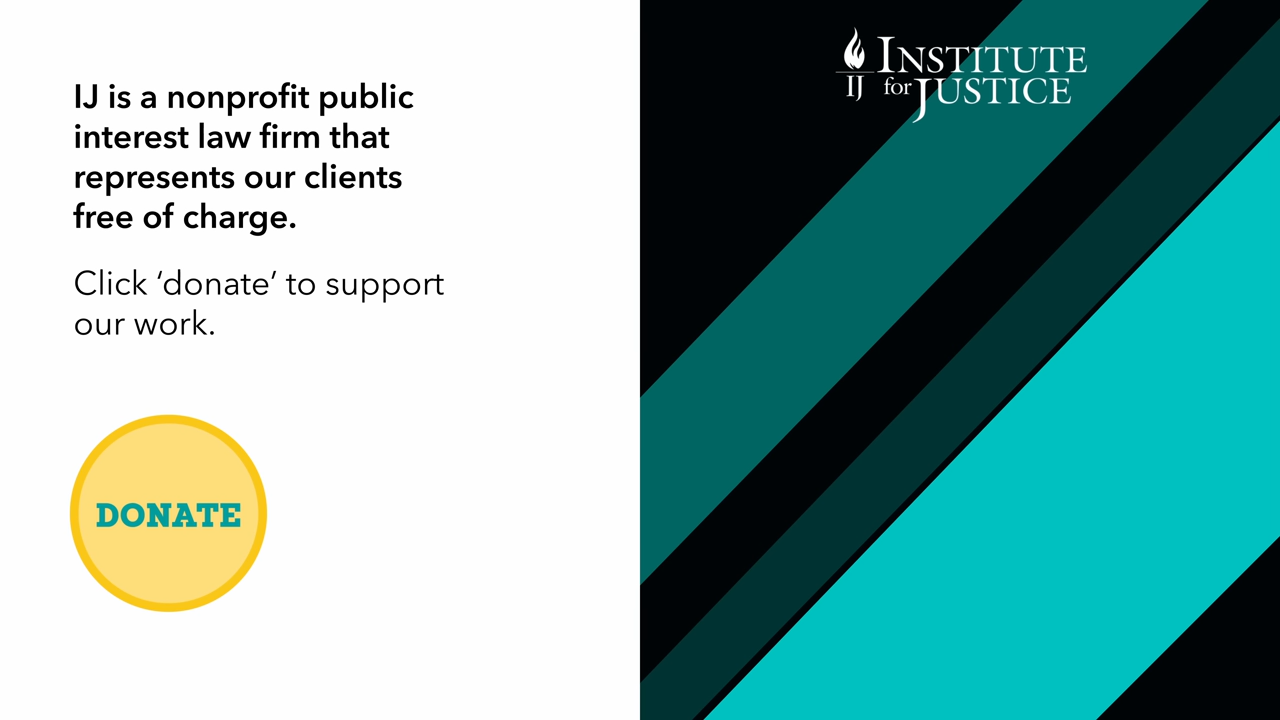 IJ is a nonprofit public
interest law firm that
represents our clients
free of charge.
Click ‘donate’ to support
our work.
DONATE
INSTITUTE
IJ for JUSTICE